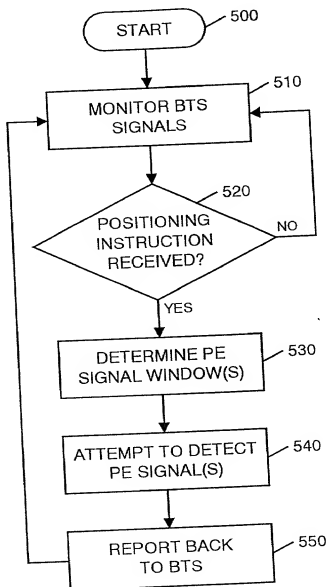 START
500
510
MONITOR BTS
SIGNALS
520
POSITIONING
INSTRUCTION
RECEIVED?
NO
YES
DETERMINE PE
SIGNAL WINDOW(S)
530
ATTEMPT TO DETECT
PE SIGNAL(S)
540
REPORT BACK
TO BTS
550